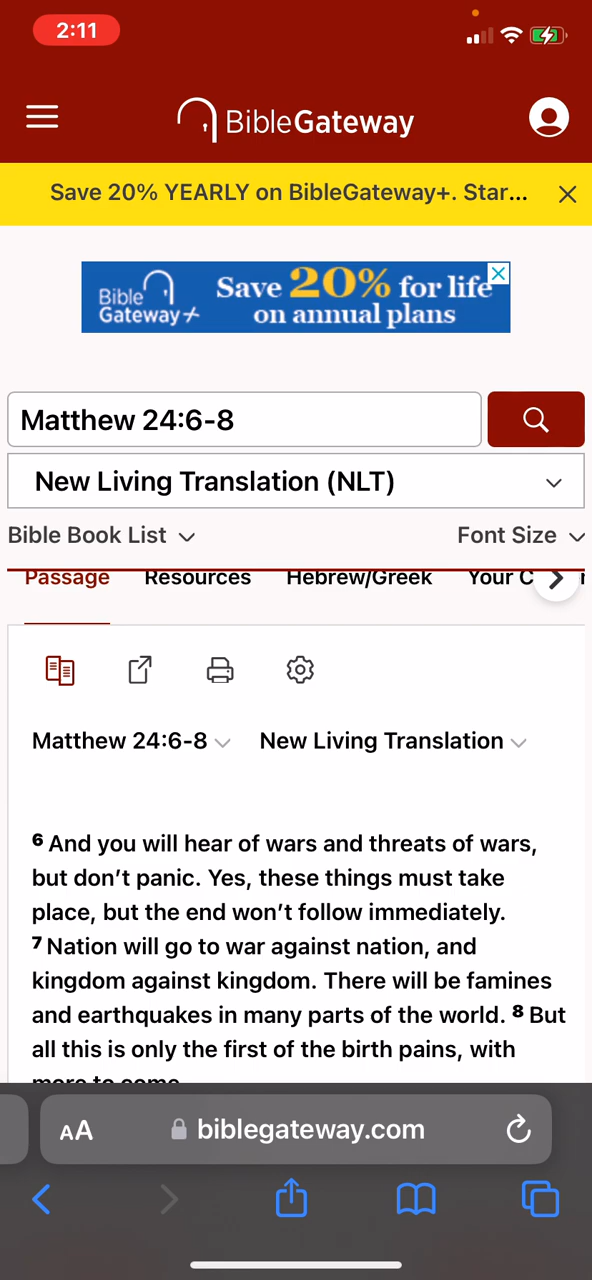 2:11
BibleGateway
Save 20% YEARLY on BibleGateway+. Star...
Bible Gateway+
Save 20% for life
on annual plans
Matthew 24:6-8
New Living Translation (NLT)
Bible Book List
Font Size
Passage Resources Hebrew/Greek Your C
Matthew 24:6-8 New Living Translation
6 And you will hear of wars and threats of wars,
but don’t panic. Yes, these things must take
place, but the end won’t follow immediately.
7 Nation will go to war against nation, and
kingdom against kingdom. There will be famines
and earthquakes in many parts of the world. 8 But
all this is only the first of the birth pains, with
more to come.
AA biblegateway.com